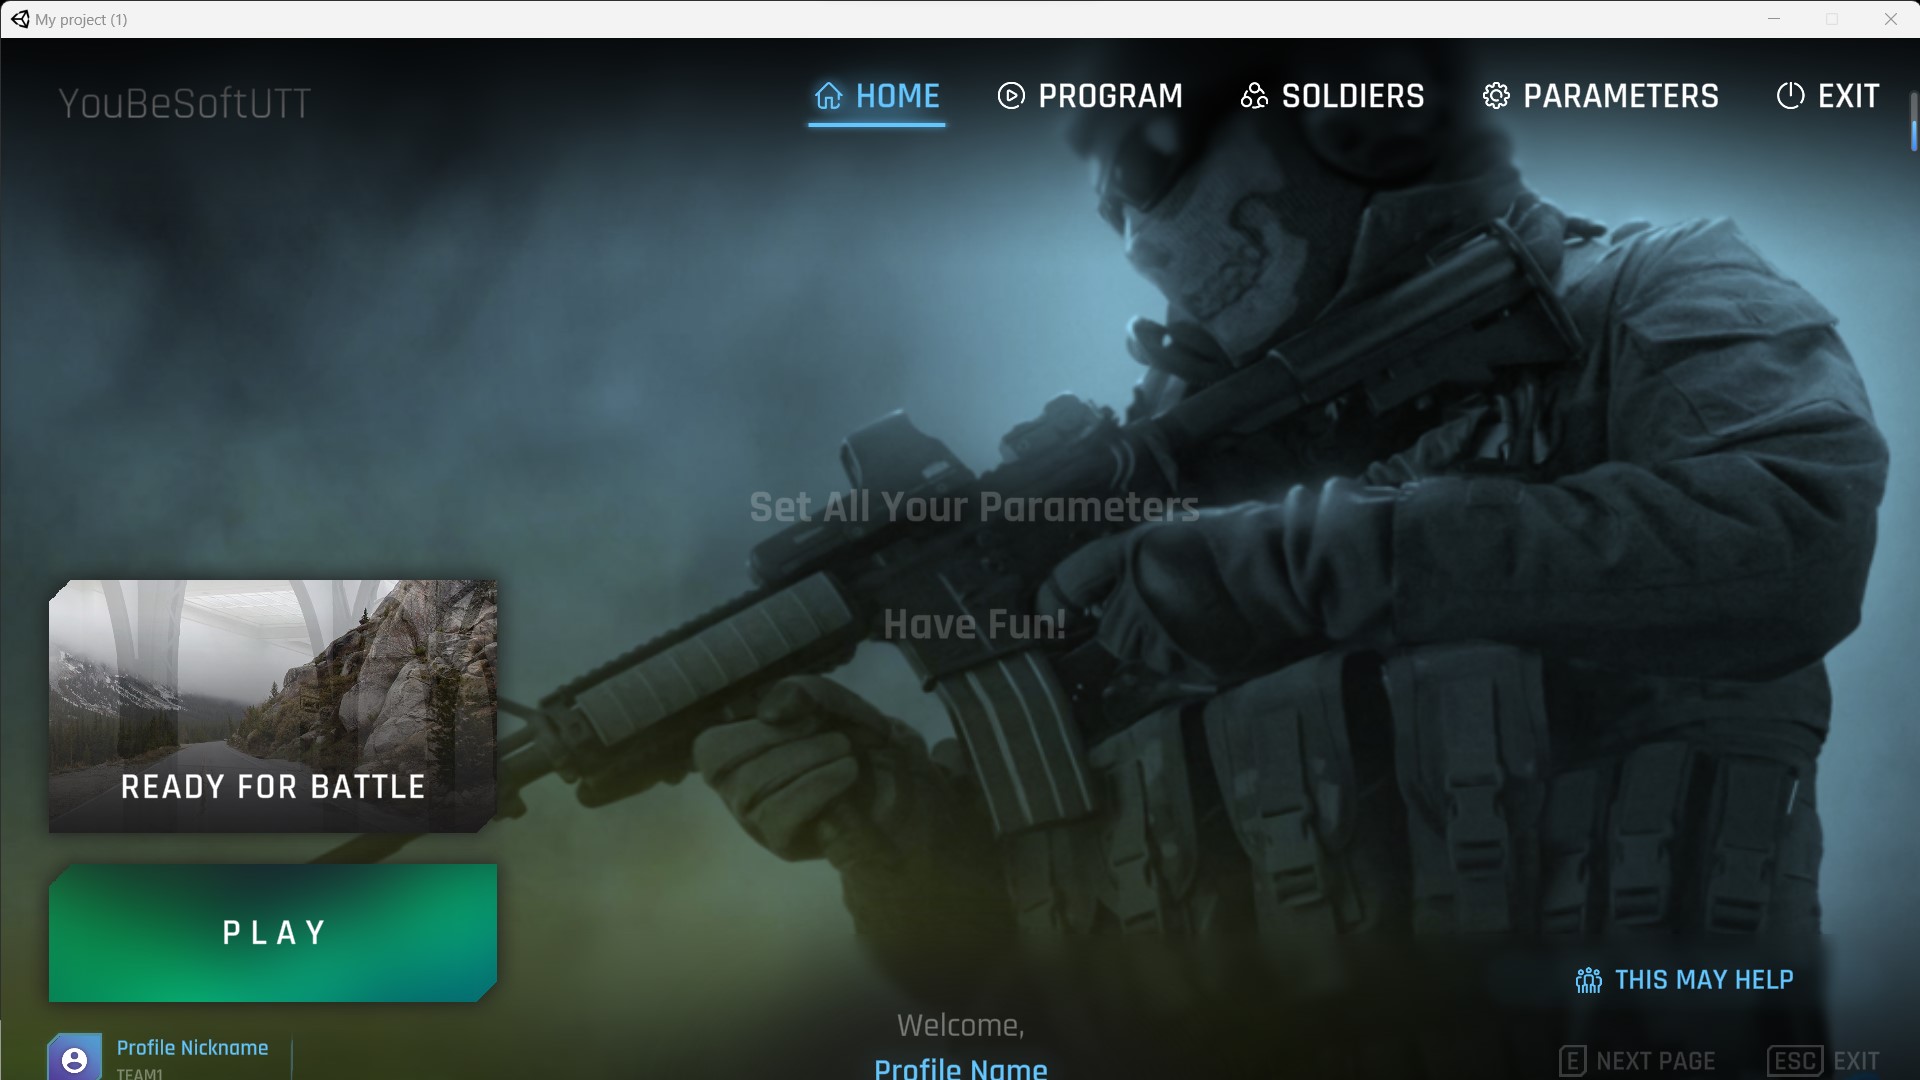 My project (1)
YouBeSoftUTT
HOME
PROGRAM
SOLDIERS
PARAMETERS
EXIT
Set All Your Parameters
Have Fun!
READY FOR BATTLE
PLAY
THIS MAY HELP
Welcome,
Profile Name
Profile Nickname
TEAM1
E NEXT PAGE
ESC EXIT